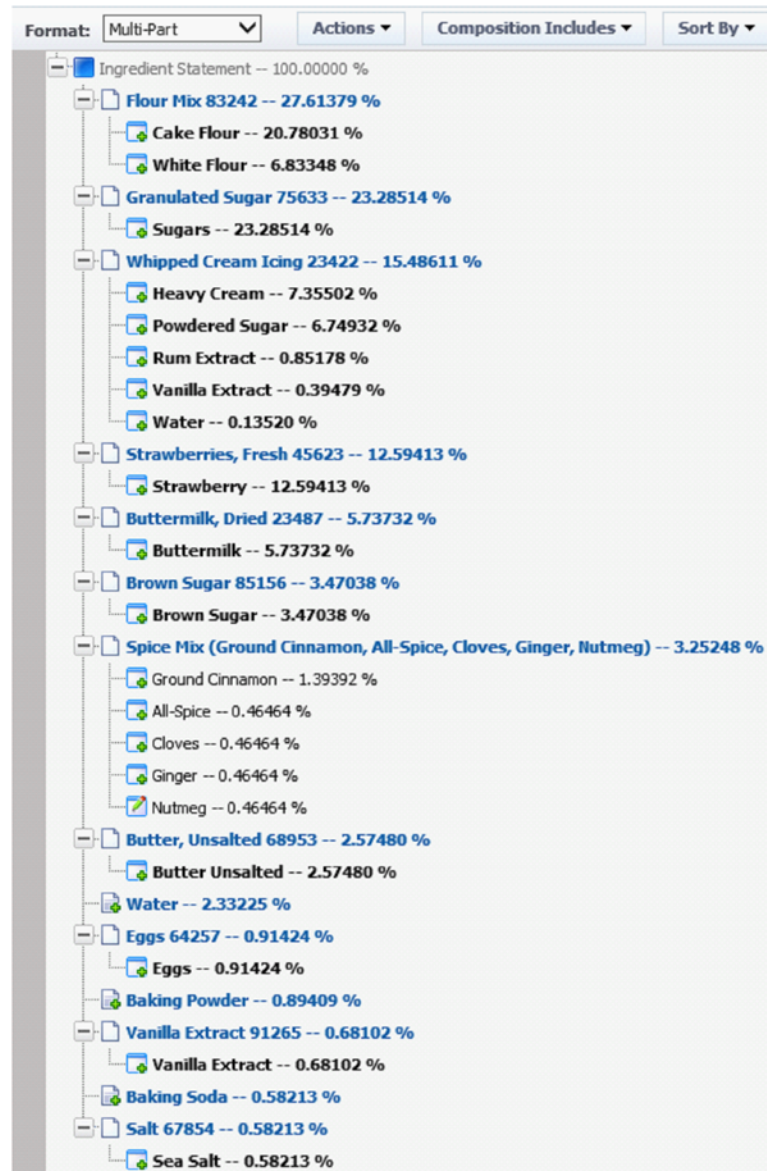 Format: Multi-Part Actions Composition Includes Sort By
Ingredient Statement -- 100.00000 %
Flour Mix 83242 -- 27.61379 %
Cake Flour -- 20.78031 %
White Flour -- 6.83348 %
Granulated Sugar 75633 -- 23.28514 %
Sugars -- 23.28514 %
Whipped Cream Icing 23422 -- 15.48611 %
Heavy Cream -- 7.35502 %
Powdered Sugar -- 6.74932 %
Rum Extract -- 0.85178 %
Vanilla Extract -- 0.39479 %
Water -- 0.13520 %
Strawberries, Fresh 45623 -- 12.59413 %
Strawberry -- 12.59413 %
Buttermilk, Dried 23487 -- 5.73732 %
Buttermilk -- 5.73732 %
Brown Sugar 85156 -- 3.47038 %
Brown Sugar -- 3.47038 %
Spice Mix (Ground Cinnamon, All-Spice, Cloves, Ginger, Nutmeg) -- 3.25248 %
Ground Cinnamon -- 1.39392 %
All-Spice -- 0.46464 %
Cloves -- 0.46464 %
Ginger -- 0.46464 %
Nutmeg -- 0.46464 %
Butter, Unsalted 68953 -- 2.57480 %
Butter Unsalted -- 2.57480 %
Water -- 2.33225 %
Eggs 64257 -- 0.91424 %
Eggs -- 0.91424 %
Baking Powder -- 0.89409 %
Vanilla Extract 91265 -- 0.68102 %
Vanilla Extract -- 0.68102 %
Baking Soda -- 0.58213 %
Salt 67854 -- 0.58213 %
Sea Salt -- 0.58213 %